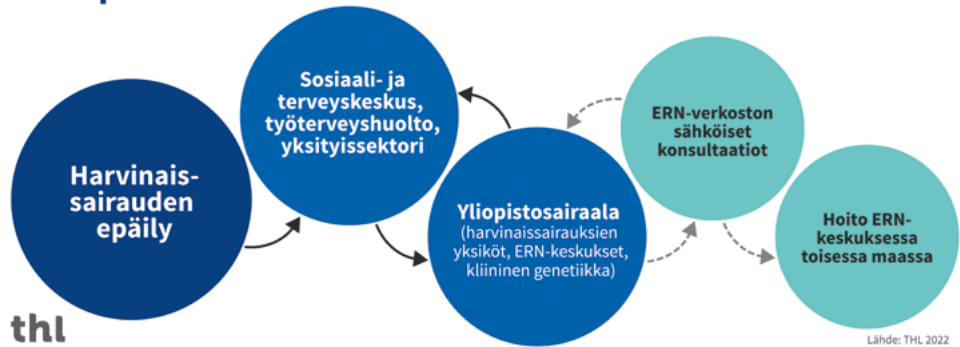 Harvinais-
sairauden
epäily
Sosiaali- ja
terveyskeskus,
työterveyshuolto,
yksityissektori
Yliopistosairaala
(harvinaissairauksien
yksiköt, ERN-keskukset,
kliininen genetiikka)
ERN-verkoston
sähköiset
konsultaatiot
Hoito ERN-
keskuksessa
toisessa maassa
thl
Lähde: THL 2022